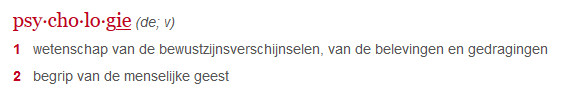 psy·cho·lo·gie (de; v)
1 wetenschap van de bewustzijnsverschijnselen, van de belevingen en gedragingen
2 begrip van de menselijke geest